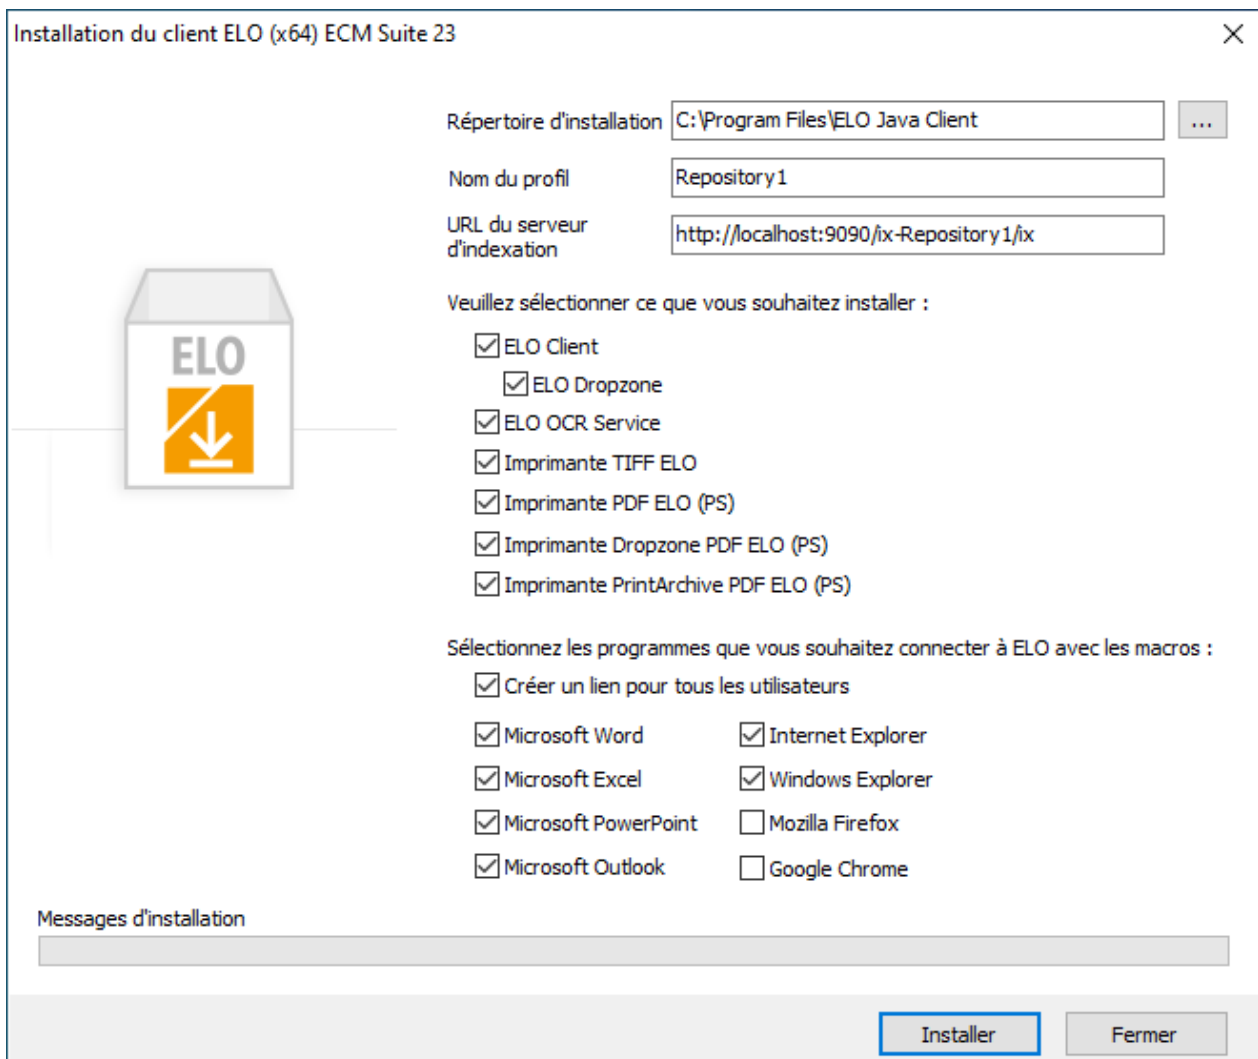 Installation du client ELO (x64) ECM Suite 23
Répertoire d'installation C:\Program Files\ELO Java Client ...
Nom du profil Repository1
URL du serveur
d'indexation http://localhost:9090/ix-Repository1/ix
Veuillez sélectionner ce que vous souhaitez installer :
ELO
ELO Client
ELO Dropzone
ELO OCR Service
Imprimante TIFF ELO
Imprimante PDF ELO (PS)
Imprimante Dropzone PDF ELO (PS)
Imprimante PrintArchive PDF ELO (PS)
Sélectionnez les programmes que vous souhaitez connecter à ELO avec les macros :
Créer un lien pour tous les utilisateurs
Microsoft Word Internet Explorer
Microsoft Excel Windows Explorer
Microsoft PowerPoint Mozilla Firefox
Microsoft Outlook Google Chrome
Messages d'installation
Installer Fermer